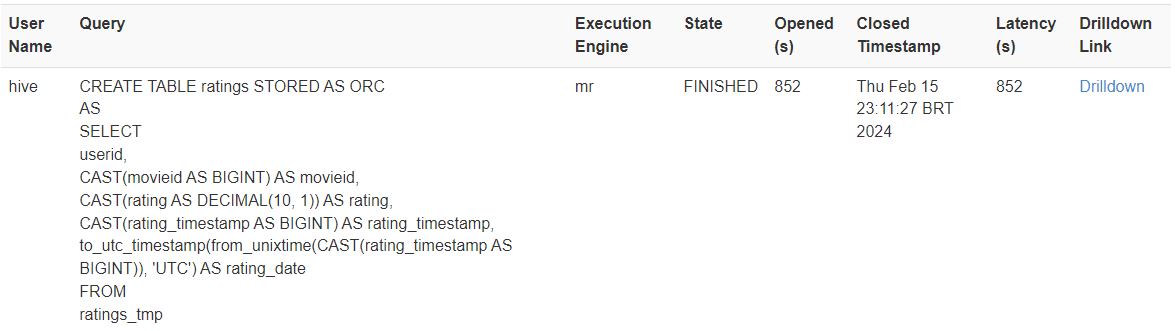 User Name Query Execution Engine State Opened (s) Closed Timestamp Latency (s) Drilldown Link
hive CREATE TABLE ratings STORED AS ORC mr FINISHED 852 Thu Feb 15 852 Drilldown
AS 23:11:27 BRT
SELECT 2024
userid,
CAST(movieid AS BIGINT) AS movieid,
CAST(rating AS DECIMAL(10, 1)) AS rating,
CAST(rating_timestamp AS BIGINT) AS rating_timestamp,
to_utc_timestamp(from_unixtime(CAST(rating_timestamp AS
BIGINT)), 'UTC') AS rating_date
FROM
ratings_tmp